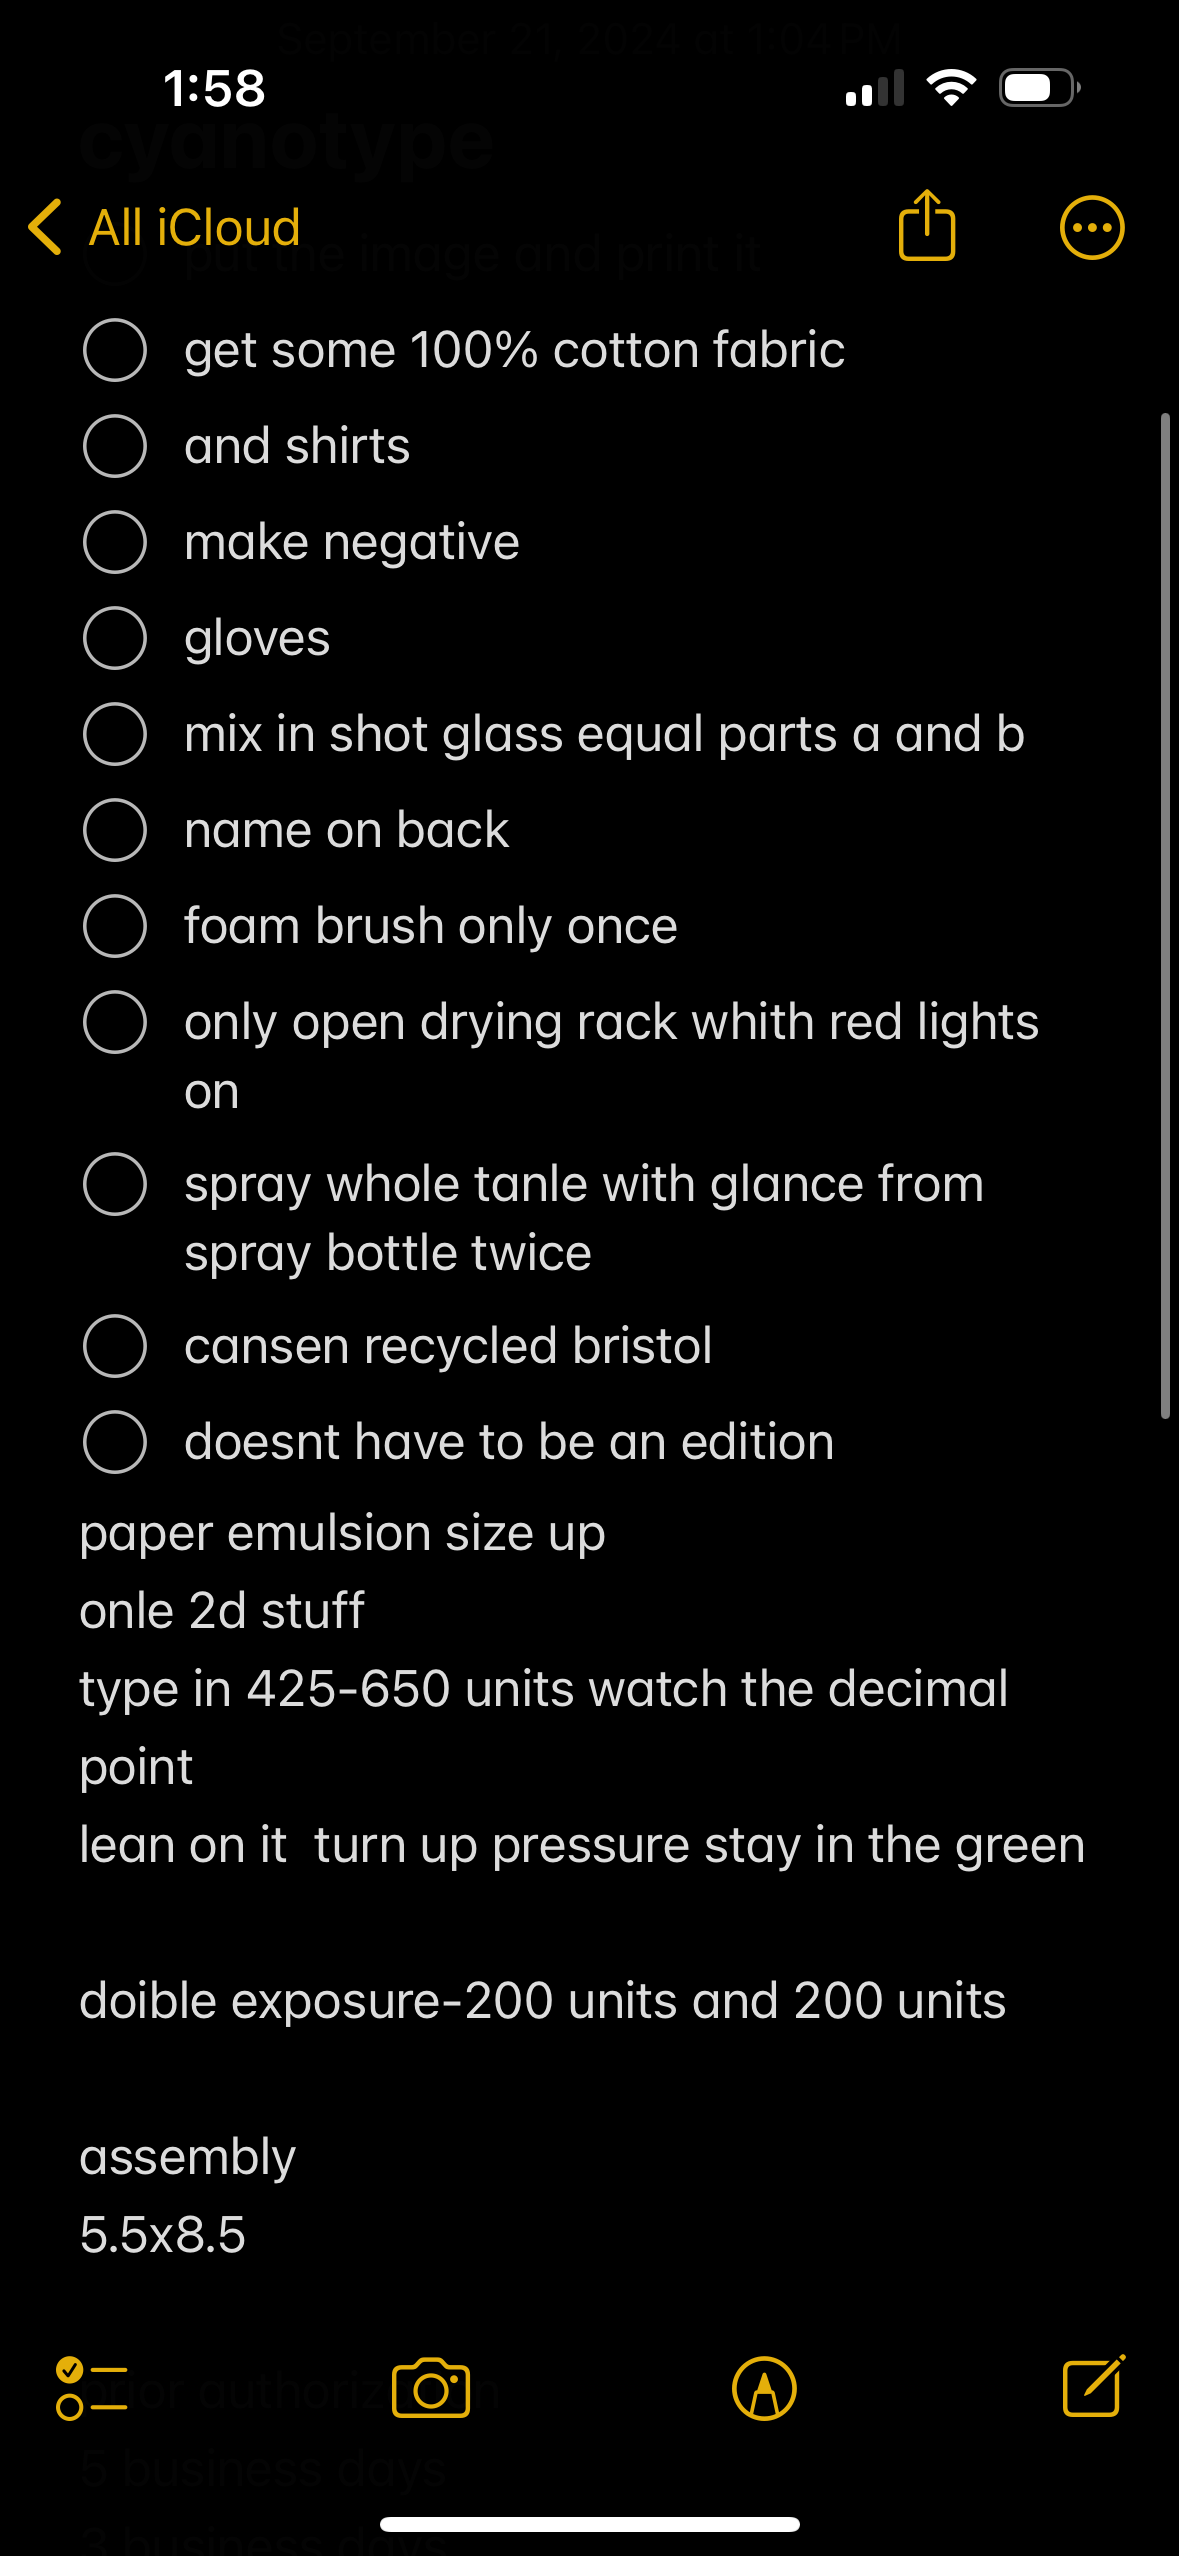 September 21, 2024 at 1:04 PM
1:58
cyanotype
All iCloud
put the image and print it
get some 100% cotton fabric
and shirts
make negative
gloves
mix in shot glass equal parts a and b
name on back
foam brush only once
only open drying rack whith red lights
on
spray whole tanle with glance from
spray bottle twice
cansen recycled bristol
doesnt have to be an edition
paper emulsion size up
onle 2d stuff
type in 425-650 units watch the decimal
point
lean on it  turn up pressure stay in the green
doible exposure-200 units and 200 units
assembly
5.5x8.5
prior
5 business days
3 business days